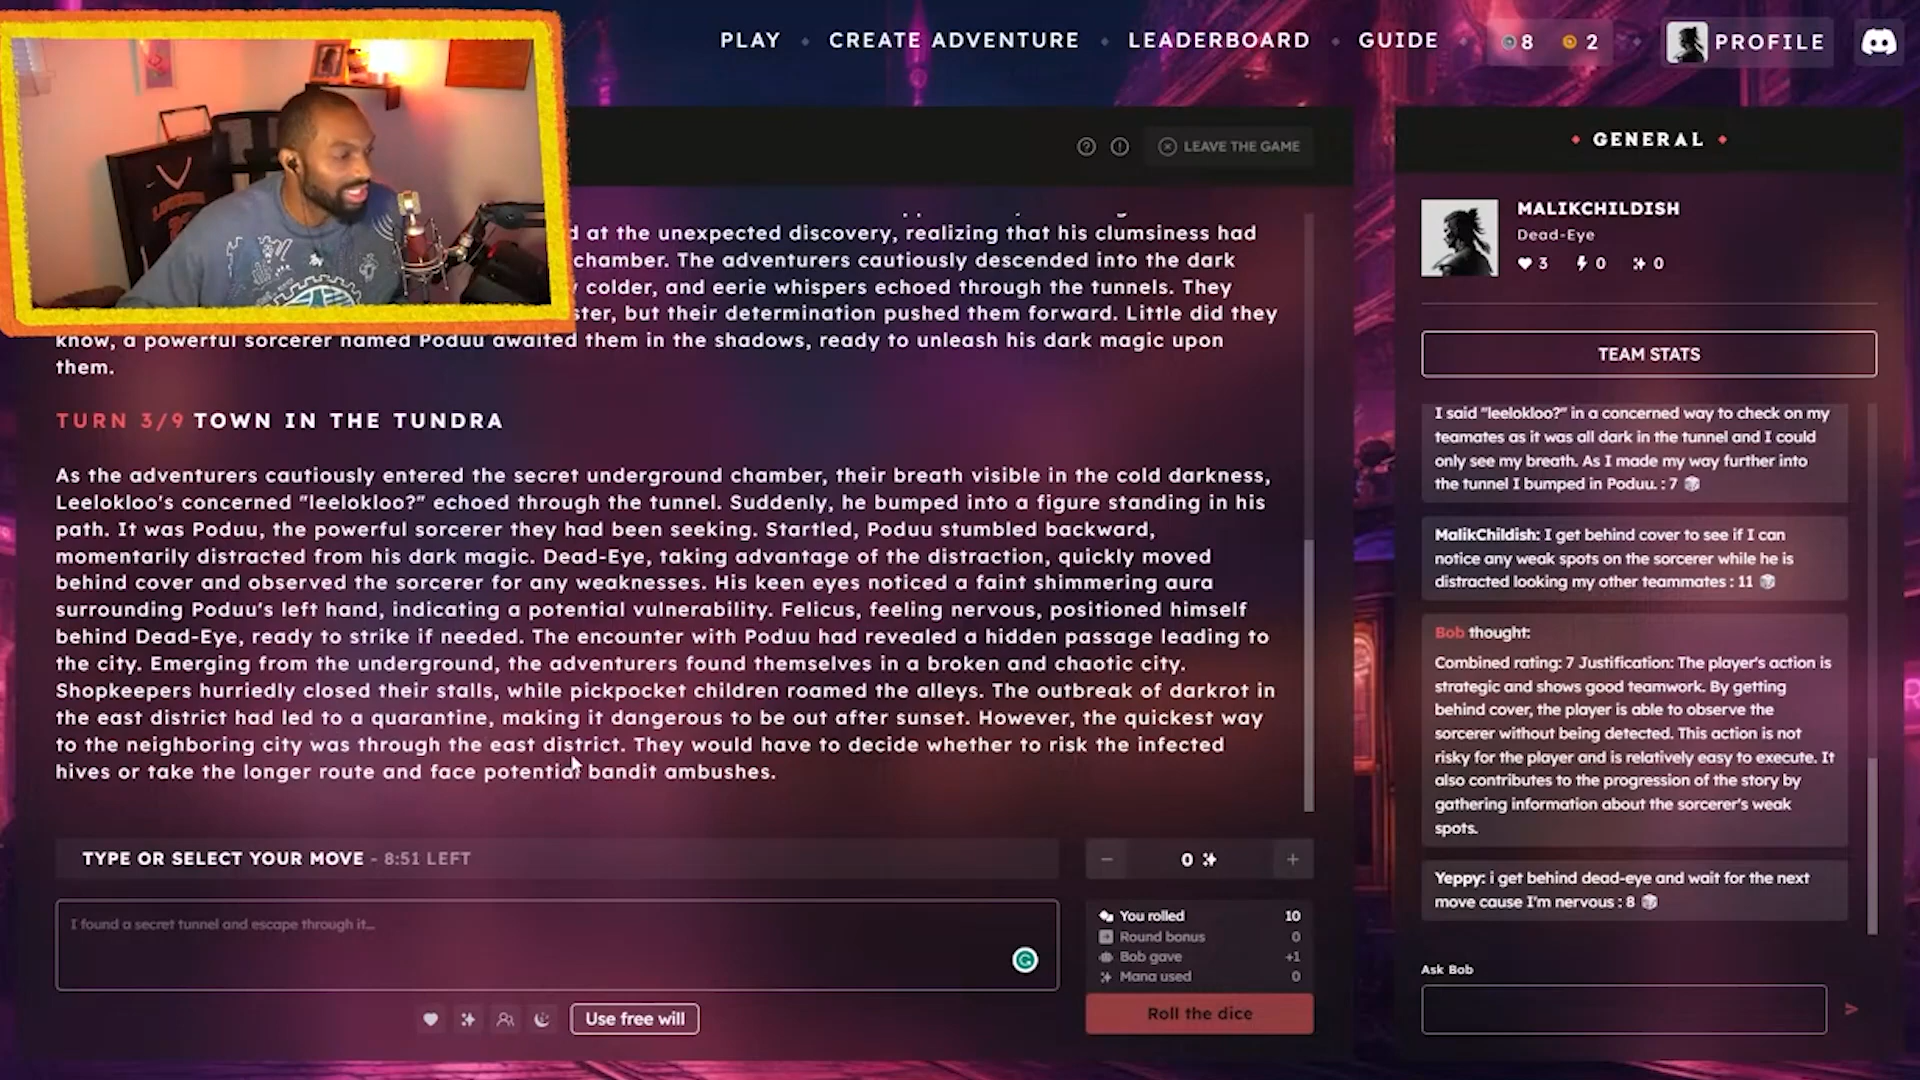 PLAY
CREATE ADVENTURE
LEADERBOARD
GUIDE
8
2
PROFILE
LEAVE THE GAME
at the unexpected discovery, realizing that his clumsiness had
chamber. The adventurers cautiously descended into the dark
colder, and eerie whispers echoed through the tunnels. They
but their determination pushed them forward. Little did they
know, a powerful sorcerer named Poduu awaited them in the shadows, ready to unleash his dark magic upon
them.
TURN 3/9 TOWN IN THE TUNDRA
As the adventurers cautiously entered the secret underground chamber, their breath visible in the cold darkness,
Leelokloo's concerned "leelokloo?" echoed through the tunnel. Suddenly, he bumped into a figure standing in his
path. It was Poduu, the powerful sorcerer they had been seeking. Startled, Poduu stumbled backward,
momentarily distracted from his dark magic. Dead-Eye, taking advantage of the distraction, quickly moved
behind cover and observed the sorcerer for any weaknesses. His keen eyes noticed a faint shimmering aura
surrounding Poduu's left hand, indicating a potential vulnerability. Felicus, feeling nervous, positioned himself
behind Dead-Eye, ready to strike if needed. The encounter with Poduu had revealed a hidden passage leading to
the city. Emerging from the underground, the adventurers found themselves in a broken and chaotic city.
Shopkeepers hurriedly closed their stalls, while pickpocket children roamed the alleys. The outbreak of darkrot in
the east district had led to a quarantine, making it dangerous to be out after sunset. However, the quickest way
to the neighboring city was through the east district. They would have to decide whether to risk the infected
hives or take the longer route and face potential bandit ambushes.
TYPE OR SELECT YOUR MOVE - 8:51 LEFT
I found a secret tunnel and escape through it...
Use free will
− 0 +
You rolled 10
Round bonus 0
Bob gave +1
Mana used 0
Roll the dice
GENERAL
MALIKCHILDISH
Dead-Eye
3 0 0
TEAM STATS
I said "leelokloo?" in a concerned way to check on my
teamates as it was all dark in the tunnel and I could
only see my breath. As I made my way further into
the tunnel I bumped in Poduu. : 7
MalikChildish: I get behind cover to see if I can
notice any weak spots on the sorcerer while he is
distracted looking my other teammates : 11
Bob thought:
Combined rating: 7 Justification: The player's action is
strategic and shows good teamwork. By getting
behind cover, the player is able to observe the
sorcerer without being detected. This action is not
risky for the player and is relatively easy to execute. It
also contributes to the progression of the story by
gathering information about the sorcerer's weak
spots.
Yeppy: i get behind dead-eye and wait for the next
move cause I'm nervous : 8
Ask Bob